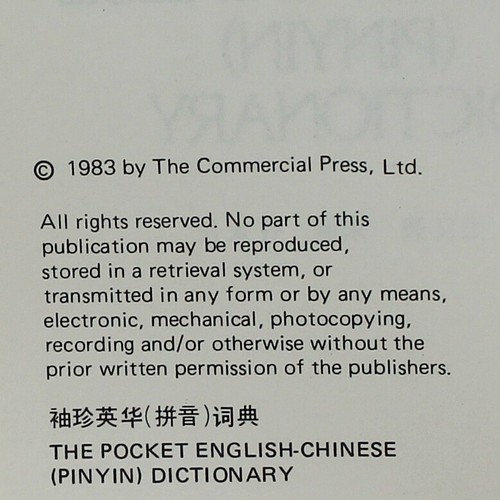 © 1983 by The Commercial Press, Ltd.
All rights reserved. No part of this
publication may be reproduced,
stored in a retrieval system, or
transmitted in any form or by any means,
electronic, mechanical, photocopying,
recording and/or otherwise without the
prior written permission of the publishers.
袖珍英华(拼音)词典
THE POCKET ENGLISH-CHINESE
(PINYIN) DICTIONARY